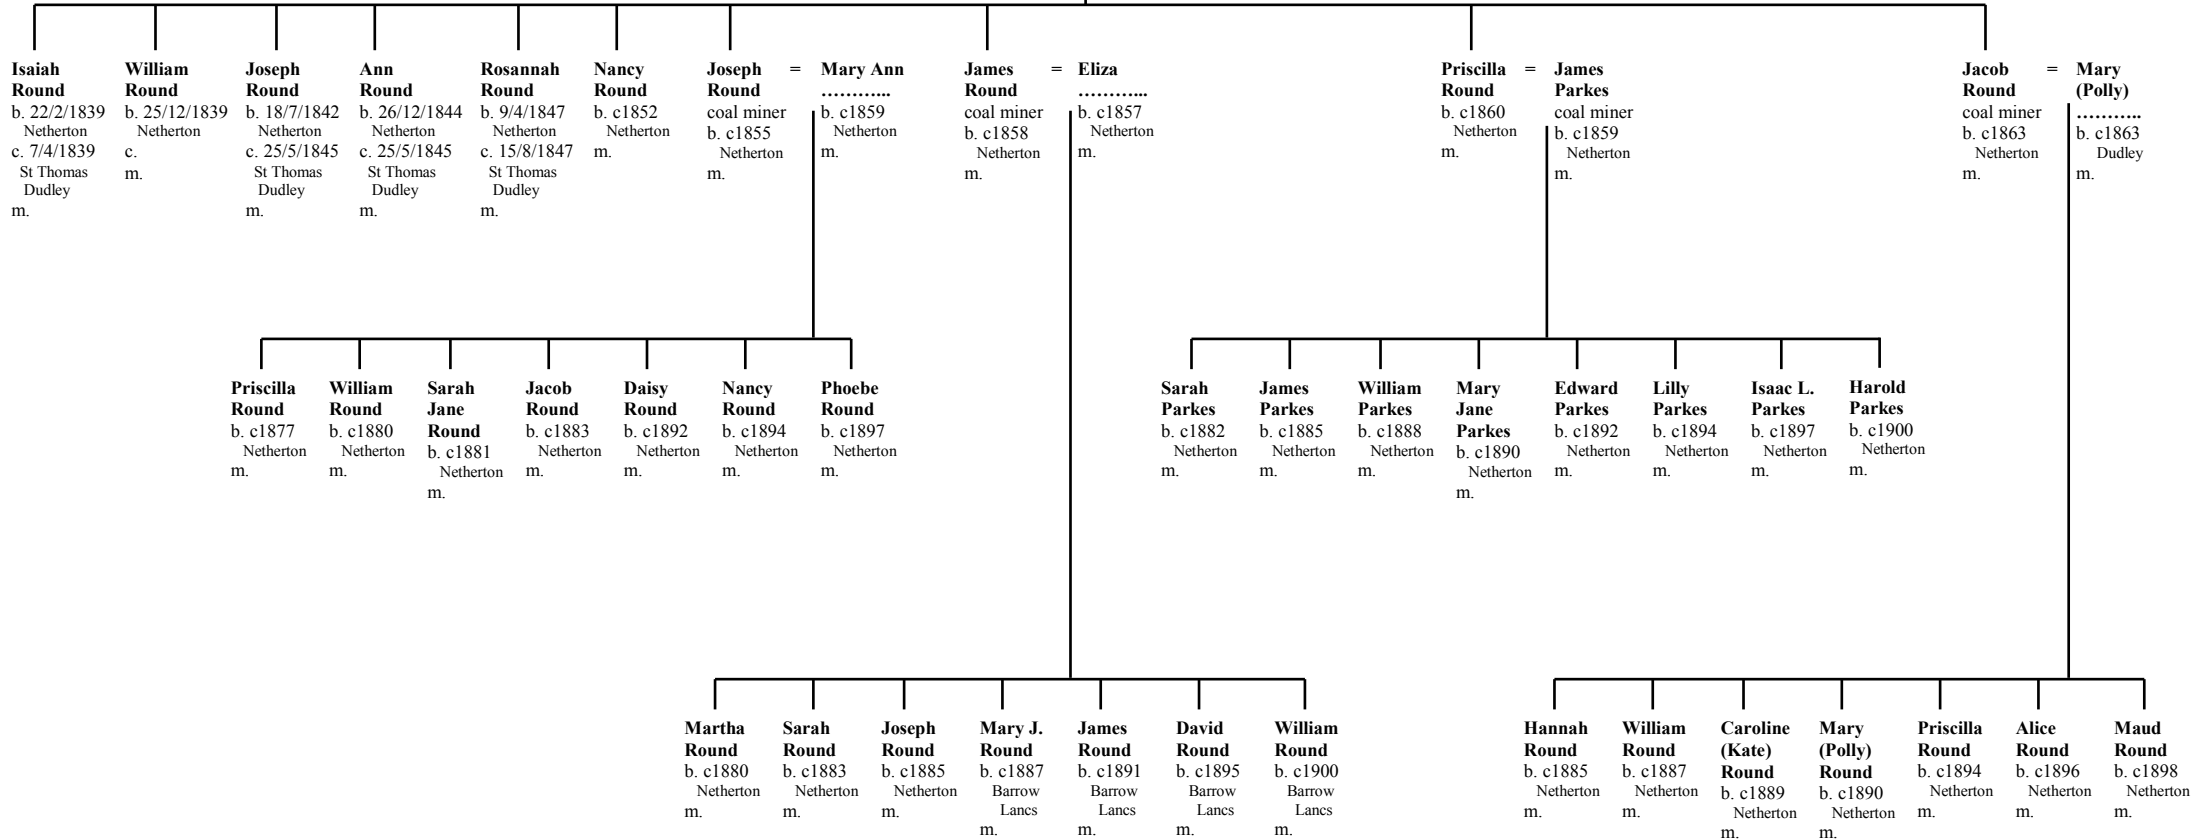 Isaiah
Round
b. 22/2/1839
Netherton
c. 7/4/1839
St Thomas
Dudley
m.
William
Round
b. 25/12/1839
Netherton
c.
m.
Joseph
Round
b. 18/7/1842
Netherton
c. 25/5/1845
St Thomas
Dudley
m.
Ann
Round
b. 26/12/1844
Netherton
c. 25/5/1845
St Thomas
Dudley
m.
Rosannah
Round
b. 9/4/1847
Netherton
c. 15/8/1847
St Thomas
Dudley
m.
Nancy
Round
b. c1852
Netherton
m.
Joseph =
Round
coal miner
b. c1855
Netherton
m.
Mary Ann
………...
b. c1859
Netherton
m.
James =
Round
coal miner
b. c1858
Netherton
m.
Eliza
………...
b. c1857
Netherton
m.
Priscilla =
Round
b. c1860
Netherton
m.
James
Parkes
coal miner
b. c1859
Netherton
m.
Jacob =
Round
coal miner
b. c1863
Netherton
m.
Mary
(Polly)
………..
b. c1863
Dudley
m.
Priscilla
Round
b. c1877
Netherton
m.
William
Round
b. c1880
Netherton
m.
Sarah
Jane
Round
b. c1881
Netherton
m.
Jacob
Round
b. c1883
Netherton
m.
Daisy
Round
b. c1892
Netherton
m.
Nancy
Round
b. c1894
Netherton
m.
Phoebe
Round
b. c1897
Netherton
m.
Sarah
Parkes
b. c1882
Netherton
m.
James
Parkes
b. c1885
Netherton
m.
William
Parkes
b. c1888
Netherton
m.
Mary
Jane
Parkes
b. c1890
Netherton
m.
Edward
Parkes
b. c1892
Netherton
m.
Lilly
Parkes
b. c1894
Netherton
m.
Isaac L.
Parkes
b. c1897
Netherton
m.
Harold
Parkes
b. c1900
Netherton
m.
Martha
Round
b. c1880
Netherton
m.
Sarah
Round
b. c1883
Netherton
m.
Joseph
Round
b. c1885
Netherton
m.
Mary J.
Round
b. c1887
Barrow
Lancs
m.
James
Round
b. c1891
Barrow
Lancs
m.
David
Round
b. c1895
Barrow
Lancs
m.
William
Round
b. c1900
Barrow
Lancs
m.
Hannah
Round
b. c1885
Netherton
m.
William
Round
b. c1887
Netherton
m.
Caroline
(Kate)
Round
b. c1889
Netherton
m.
Mary
(Polly)
Round
b. c1890
Netherton
m.
Priscilla
Round
b. c1894
Netherton
m.
Alice
Round
b. c1896
Netherton
m.
Maud
Round
b. c1898
Netherton
m.